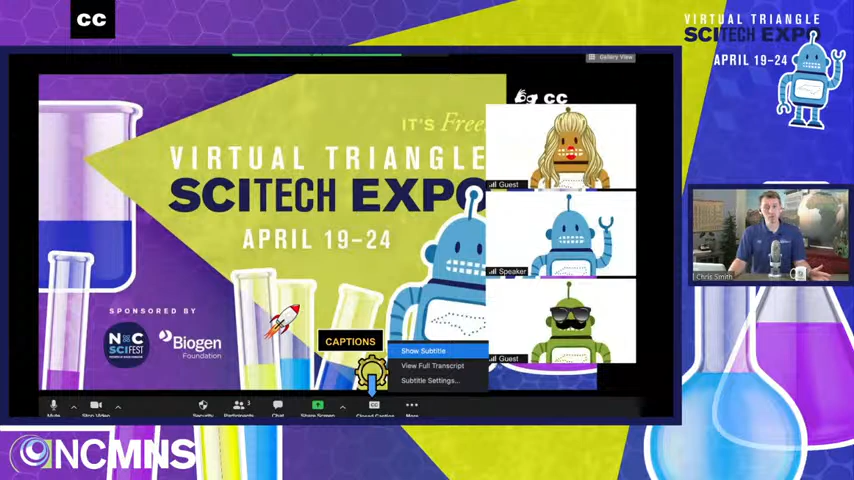 CC
VIRTUAL TRIANGLE
SCITECH EXPO
APRIL 19-24
Gallery View
CC
IT'S Free
VIRTUAL TRIANGLE
SCITECH EXPO
APRIL 19-24
Guest
Speaker
Guest
Chris Smith
SPONSORED BY
NC
SCIFEST
Biogen
Foundation
CAPTIONS
Show Subtitle
View Full Transcript
Subtitle Settings...
Mute
Stop Video
Security
Participants
3
Chat
Share Screen
Closed Caption
More
NCMNS